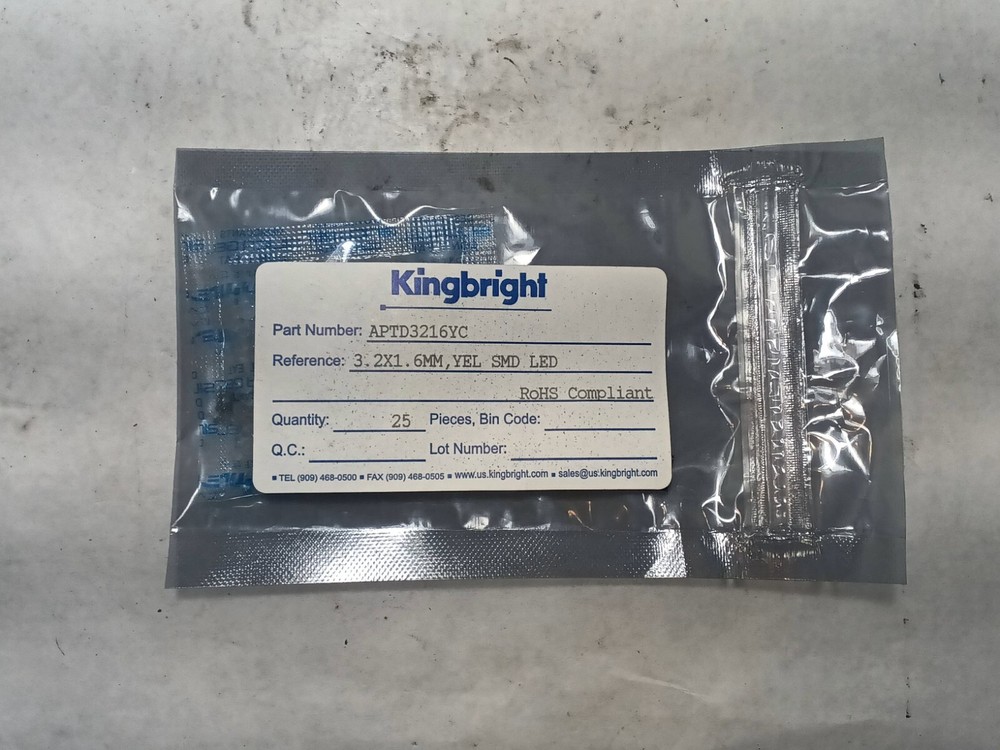 Kingbright
Part Number: APTD3216YC
Reference: 3.2X1.6MM,YEL SMD LED
RoHS Compliant
Quantity: 25 Pieces, Bin Code:
Q.C.: Lot Number:
■ TEL (909) 468-0500 ■ FAX (909) 468-0505 ■ www.us.kingbright.com ■ sales@us.kingbright.com